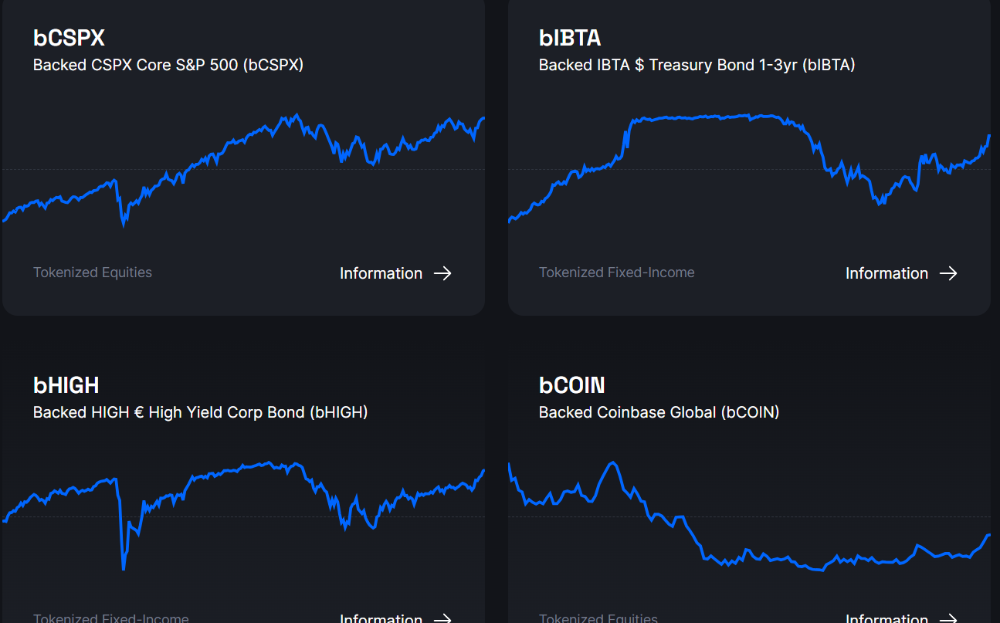 bCSPX
Backed CSPX Core S&P 500 (bCSPX)
Tokenized Equities
Information
bIBTA
Backed IBTA $ Treasury Bond 1-3yr (bIBTA)
Tokenized Fixed-Income
Information
bHIGH
Backed HIGH € High Yield Corp Bond (bHIGH)
Tokenized Fixed-Income
Information
bCOIN
Backed Coinbase Global (bCOIN)
Tokenized Equities
Information